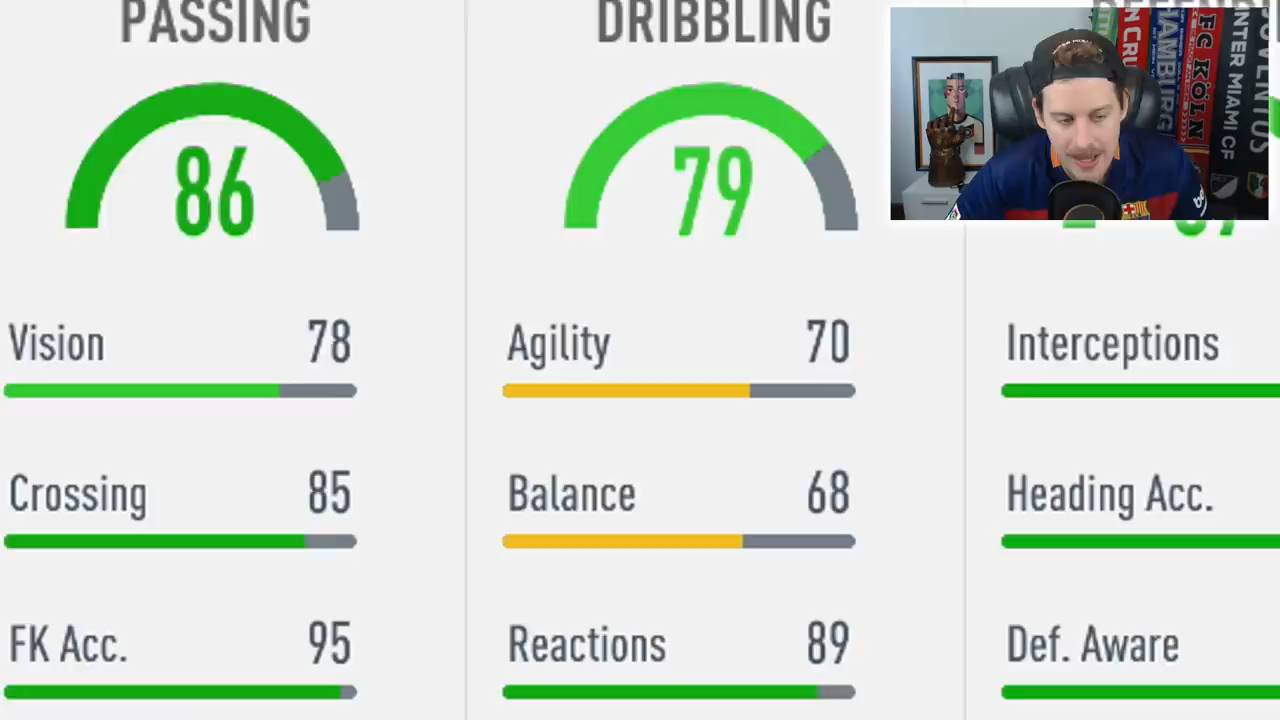 PASSING
86
Vision 78
Crossing 85
FK Acc. 95
DRIBBLING
79
Agility 70
Balance 68
Reactions 89
Interceptions
Heading Acc.
Def. Aware
HAMBURG
FC KÖLN
INTER MIAMI CF
JUVENTUS